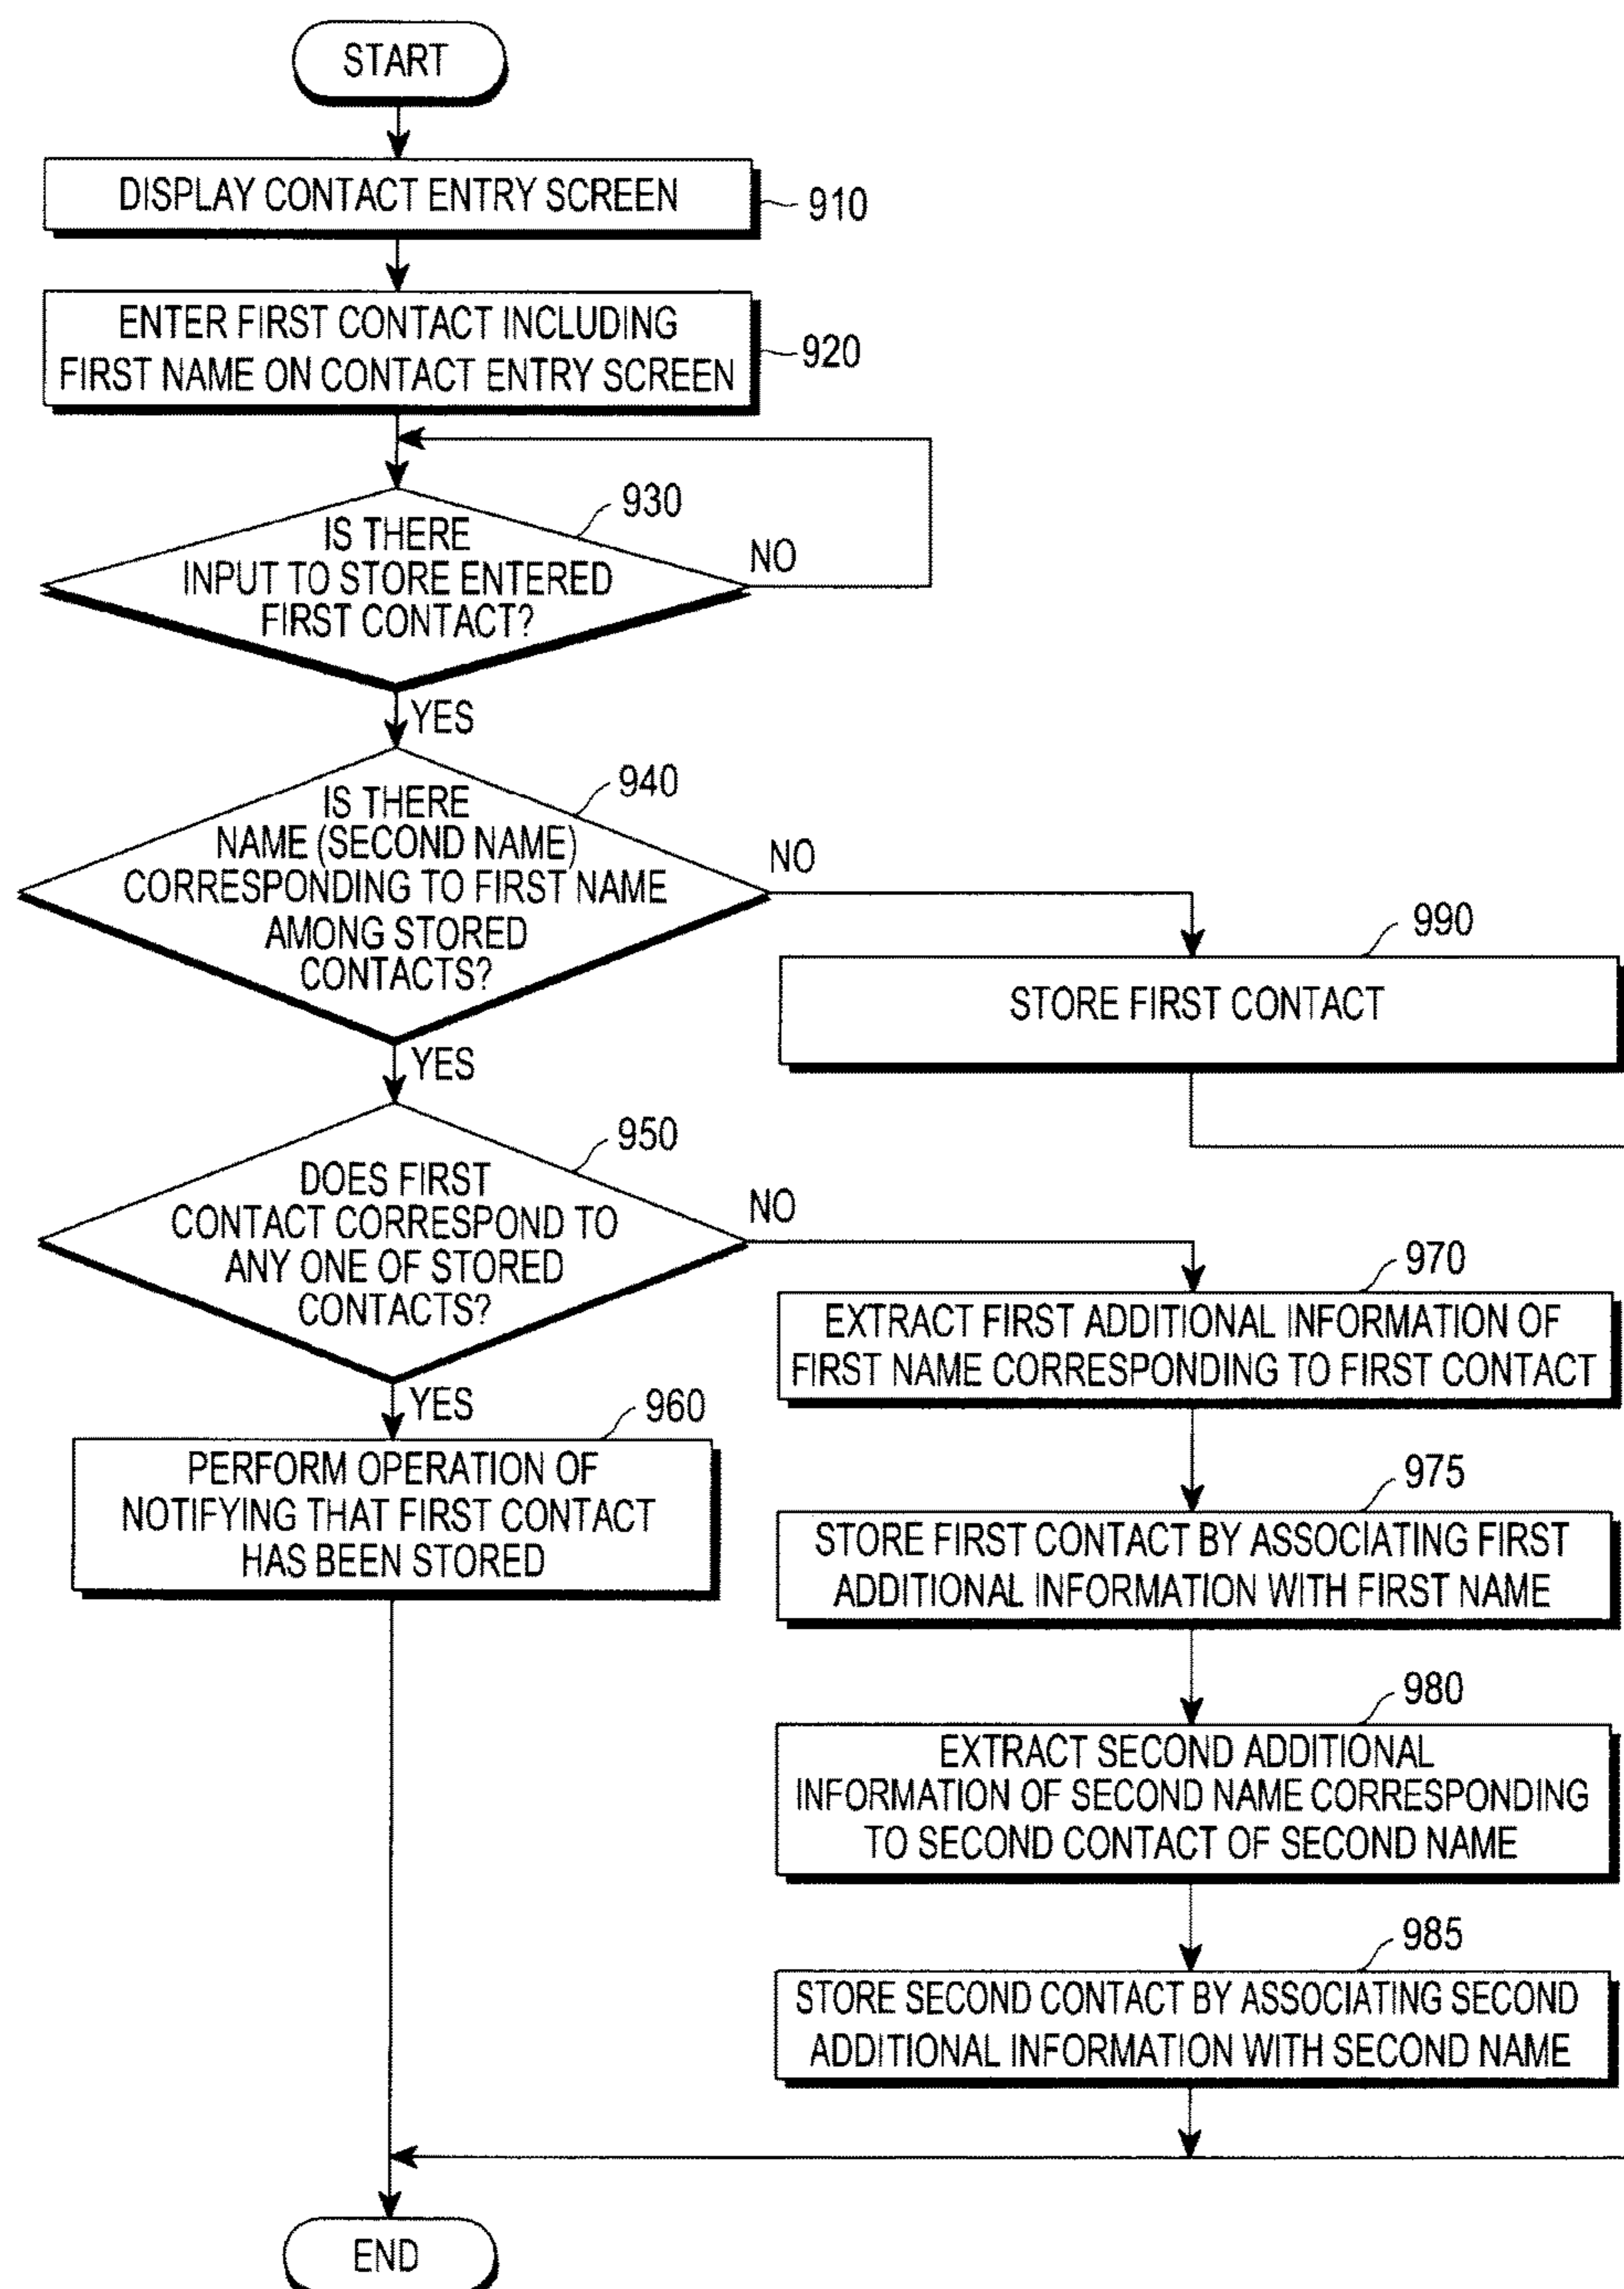 START
DISPLAY CONTACT ENTRY SCREEN
910
ENTER FIRST CONTACT INCLUDING
FIRST NAME ON CONTACT ENTRY SCREEN
920
930
IS THERE
INPUT TO STORE ENTERED
FIRST CONTACT?
NO
YES
940
IS THERE
NAME (SECOND NAME)
CORRESPONDING TO FIRST NAME
AMONG STORED
CONTACTS?
NO
990
STORE FIRST CONTACT
YES
950
DOES FIRST
CONTACT CORRESPOND TO
ANY ONE OF STORED
CONTACTS?
NO
970
EXTRACT FIRST ADDITIONAL INFORMATION OF
FIRST NAME CORRESPONDING TO FIRST CONTACT
YES
960
PERFORM OPERATION OF
NOTIFYING THAT FIRST CONTACT
HAS BEEN STORED
975
STORE FIRST CONTACT BY ASSOCIATING FIRST
ADDITIONAL INFORMATION WITH FIRST NAME
980
EXTRACT SECOND ADDITIONAL
INFORMATION OF SECOND NAME CORRESPONDING
TO SECOND CONTACT OF SECOND NAME
985
STORE SECOND CONTACT BY ASSOCIATING SECOND
ADDITIONAL INFORMATION WITH SECOND NAME
END